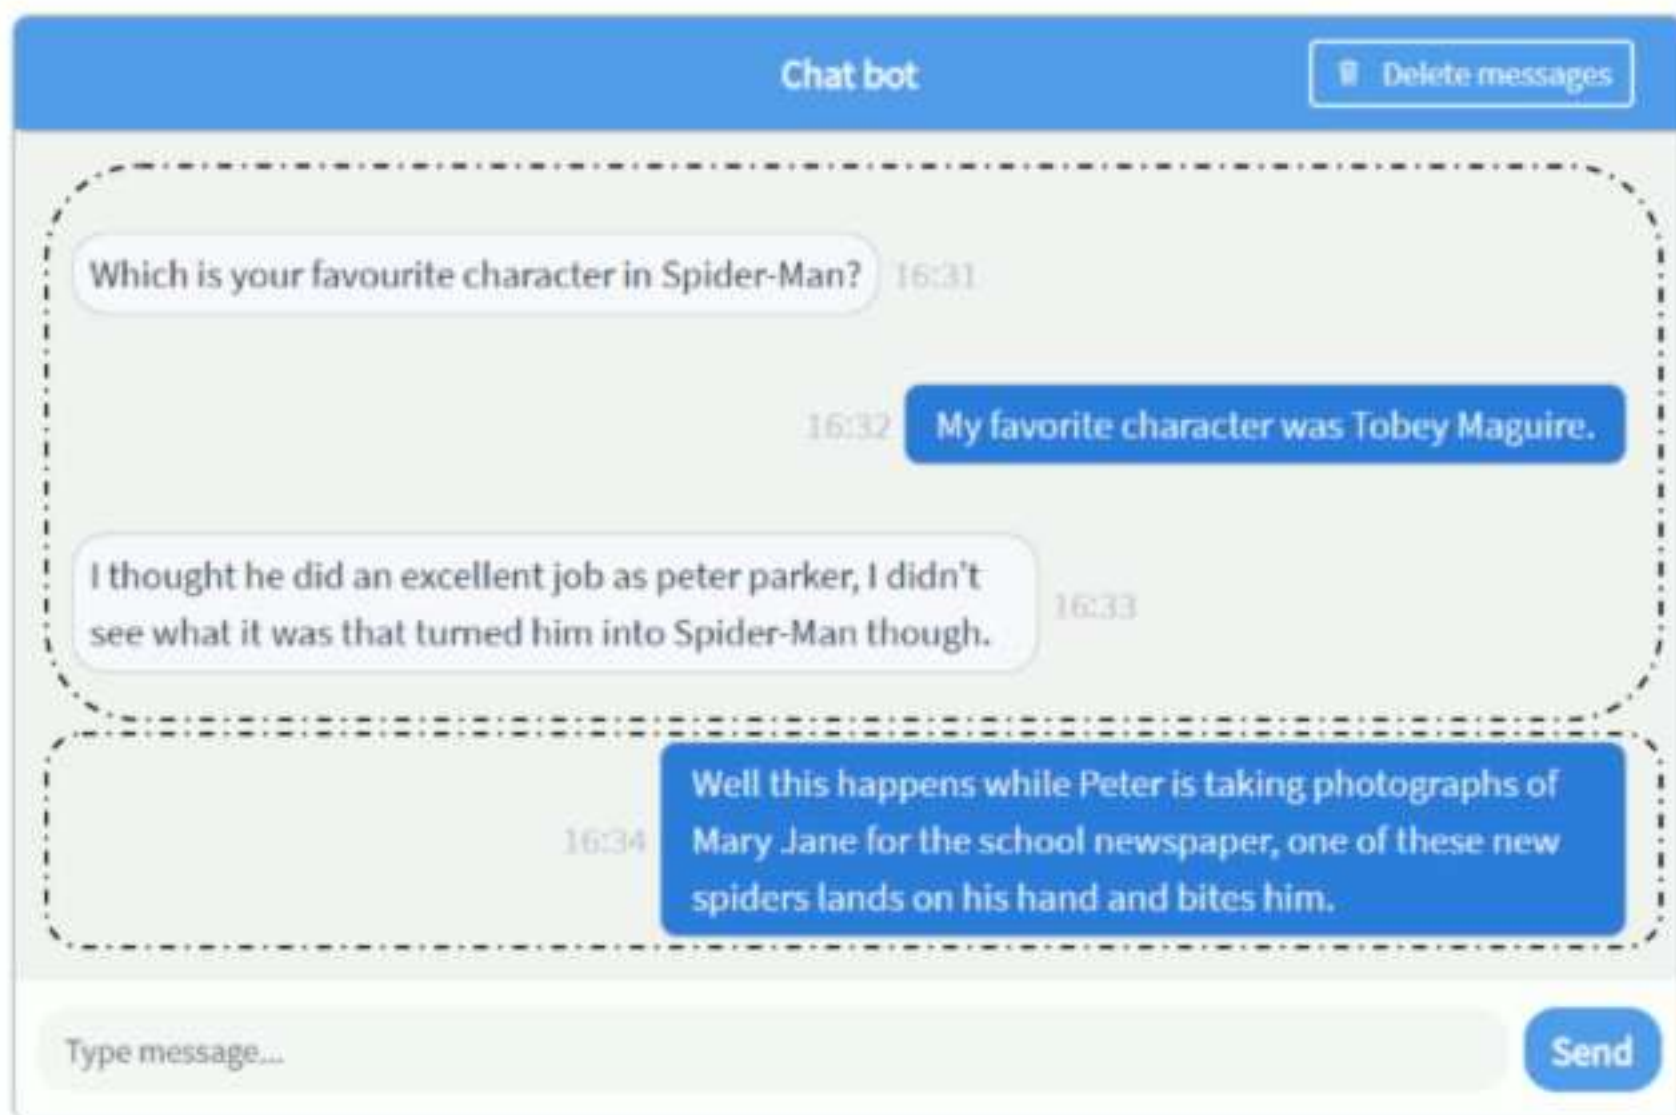 Chat bot
Delete messages
Which is your favourite character in Spider-Man?
16:31
16:32
My favorite character was Tobey Maguire.
I thought he did an excellent job as peter parker, I didn't
see what it was that turned him into Spider-Man though.
16:33
Well this happens while Peter is taking photographs of
16:34
Mary Jane for the school newspaper, one of these new
spiders lands on his hand and bites him.
Type message...
Send